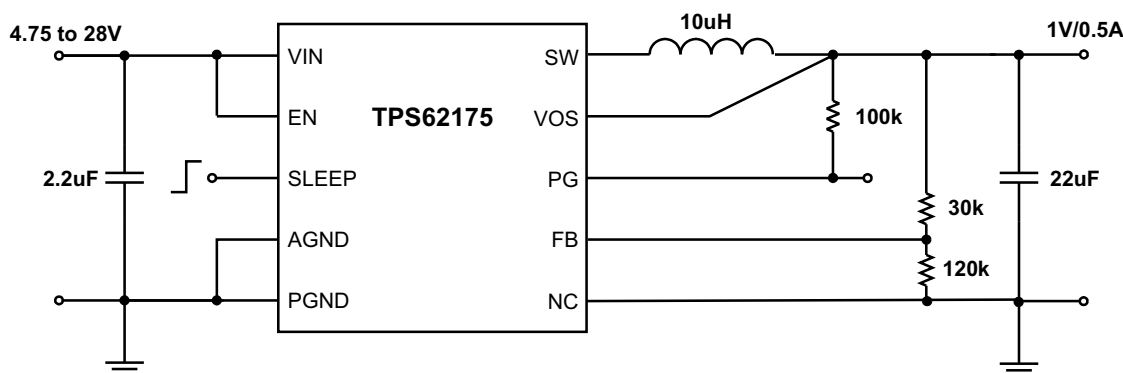 4.75 to 28V
10uH
1V/0.5A
VIN
SW
EN
TPS62175
VOS
100k
2.2uF
SLEEP
PG
22uF
30k
AGND
FB
120k
PGND
NC